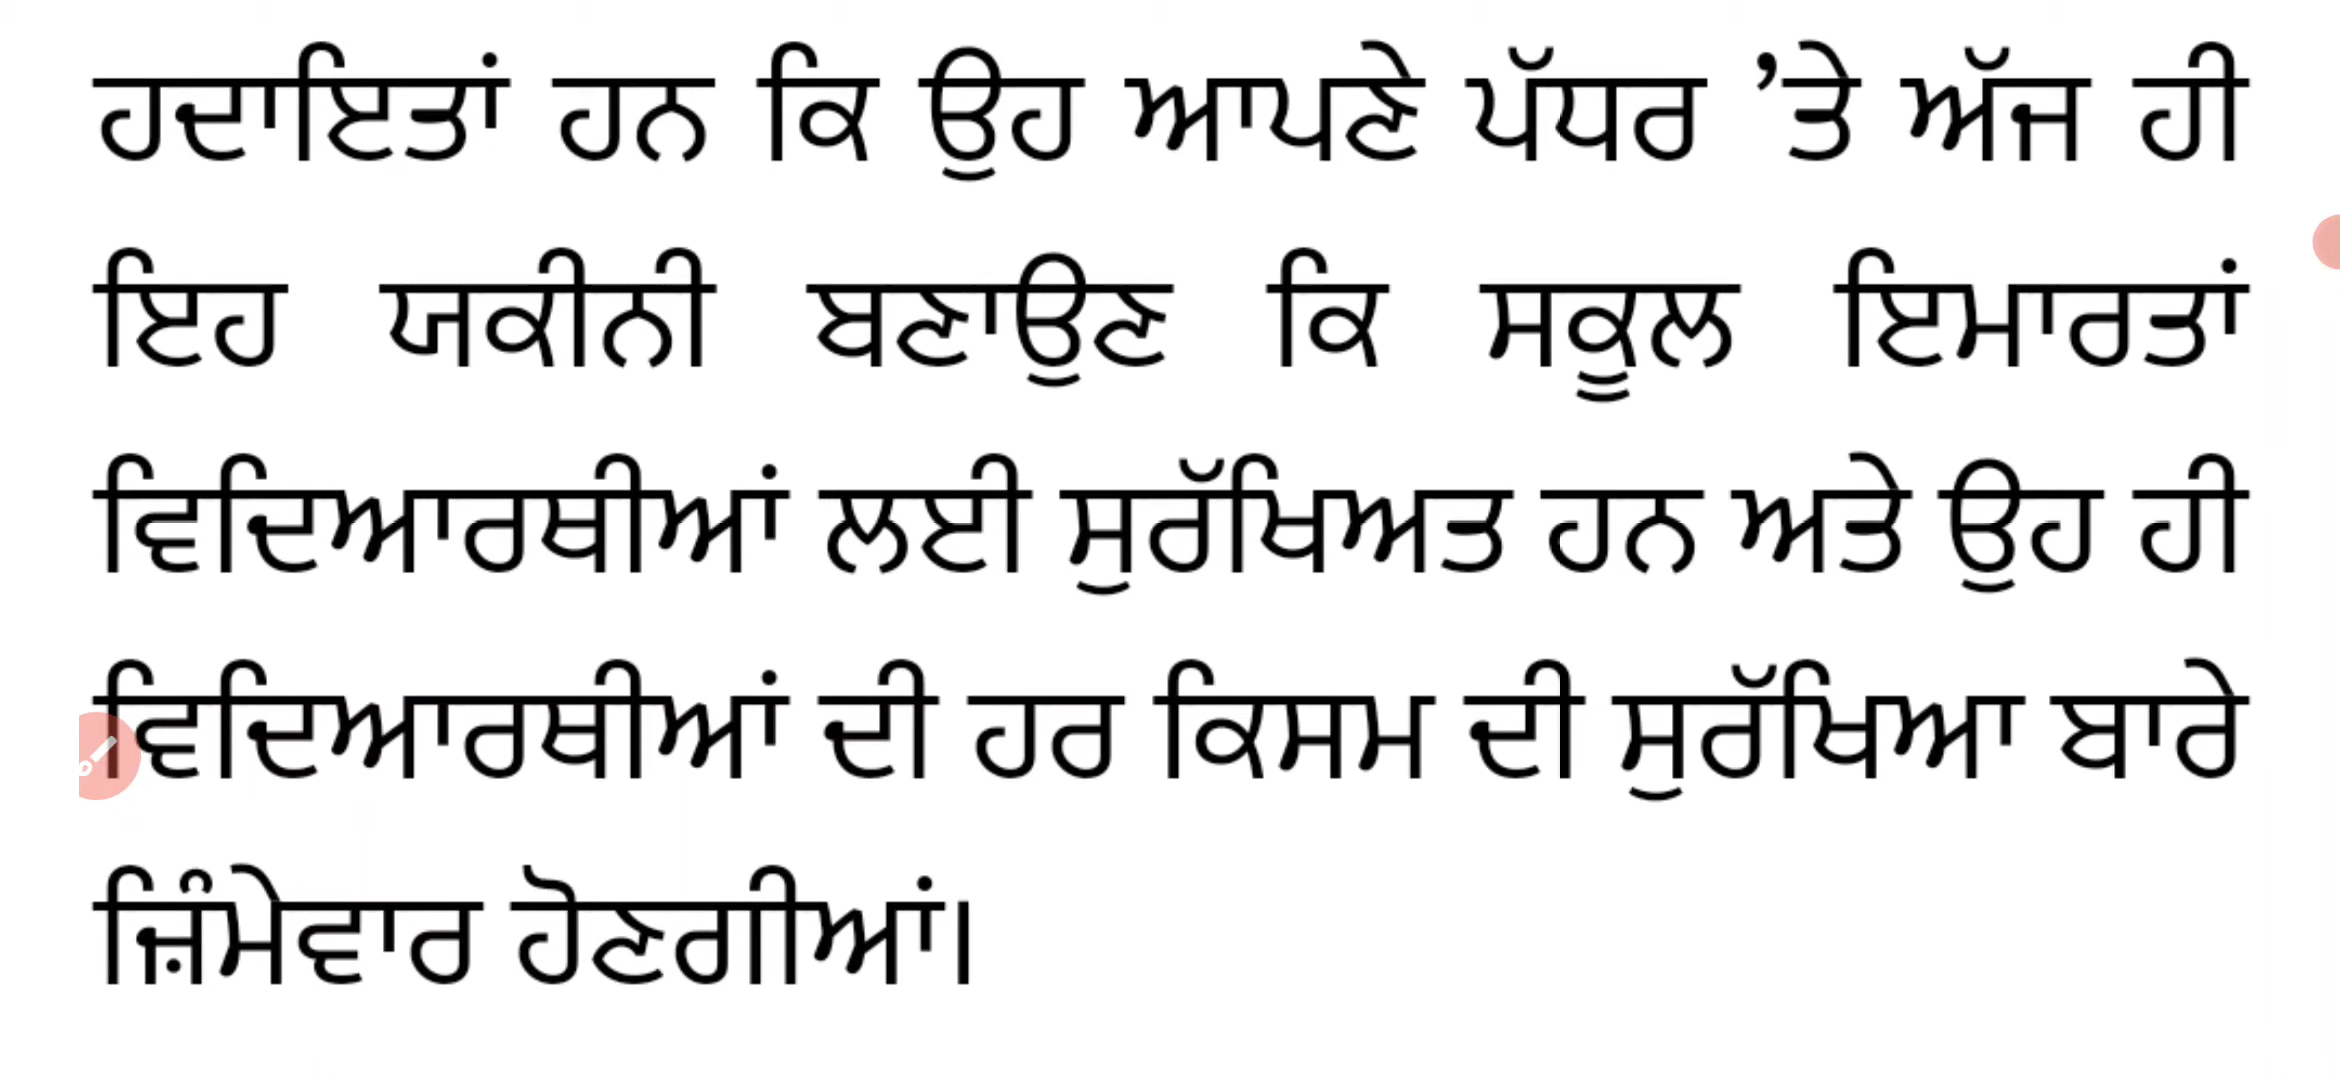 ਹਦਾਇਤਾਂ ਹਨ ਕਿ ਉਹ ਆਪਣੇ ਪੱਧਰ ’ਤੇ ਅੱਜ ਹੀ
ਇਹ ਯਕੀਨੀ ਬਣਾਉਣ ਕਿ ਸਕੂਲ ਇਮਾਰਤਾਂ
ਵਿਦਿਆਰਥੀਆਂ ਲਈ ਸੁਰੱਖਿਅਤ ਹਨ ਅਤੇ ਉਹ ਹੀ
ਵਿਦਿਆਰਥੀਆਂ ਦੀ ਹਰ ਕਿਸਮ ਦੀ ਸੁਰੱਖਿਆ ਬਾਰੇ
ਜ਼ਿੰਮੇਵਾਰ ਹੋਣਗੀਆਂ।